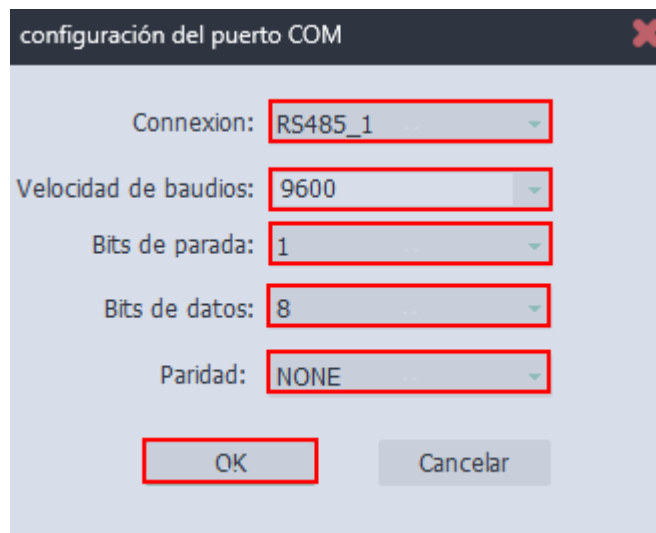 configuración del puerto COM
Connexion: RS485_1
Velocidad de baudios: 9600
Bits de parada: 1
Bits de datos: 8
Paridad: NONE
OK Cancelar